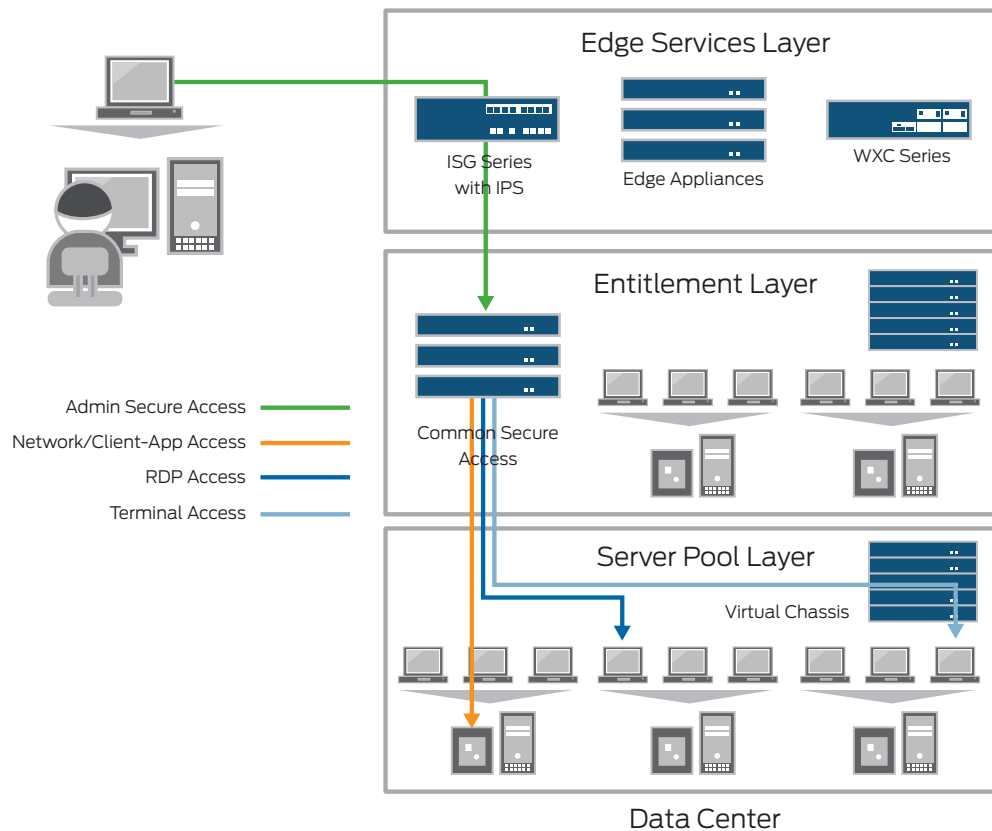 Edge Services Layer
ISG Series
with IPS
Edge Appliances
WXC Series
Entitlement Layer
Common Secure
Access
Admin Secure Access
Network/Client-App Access
RDP Access
Terminal Access
Server Pool Layer
Virtual Chassis
Data Center